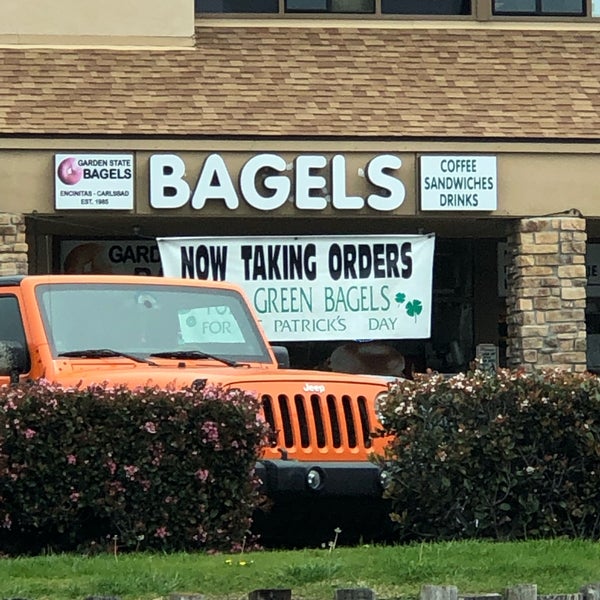 GARDEN STATE
BAGELS
ENCINITAS - CARLSBAD
EST. 1985
BAGELS
COFFEE
SANDWICHES
DRINKS
GARD
NOW TAKING ORDERS
GREEN BAGELS
FOR PATRICK'S DAY
Jeep